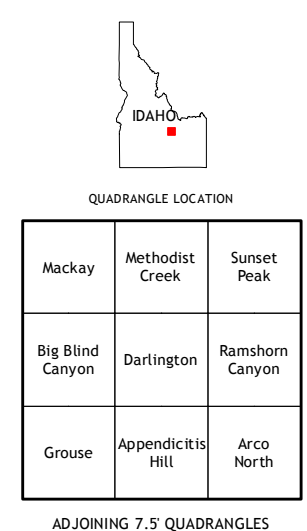 IDAHO
QUADRANGLE LOCATION
Mackay
Methodist
Creek
Sunset
Peak
Big Blind
Canyon
Darlington
Ramshorn
Canyon
Grouse
Appendicitis
Hill
Arco
North
ADJOINING 7.5' QUADRANGLES